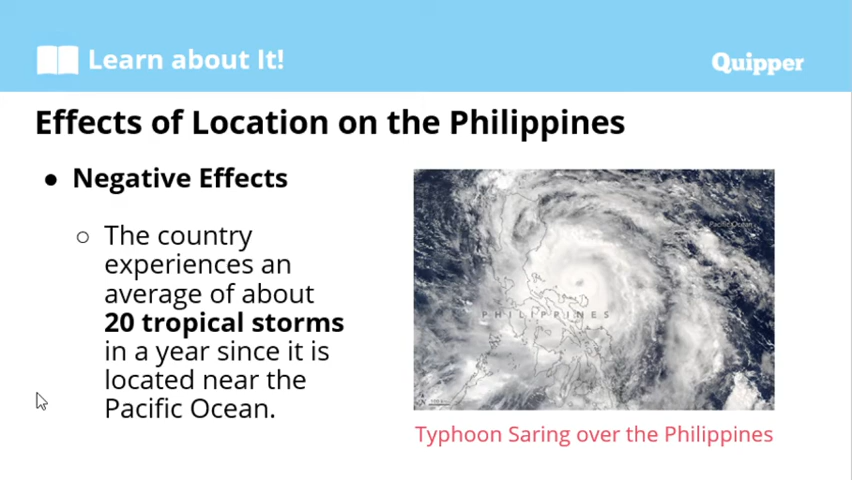 Learn about It!
Quipper
Effects of Location on the Philippines
● Negative Effects
○ The country
experiences an
average of about
20 tropical storms
in a year since it is
located near the
Pacific Ocean.
Pacific Ocean
PHILIPPINES
Typhoon Saring over the Philippines